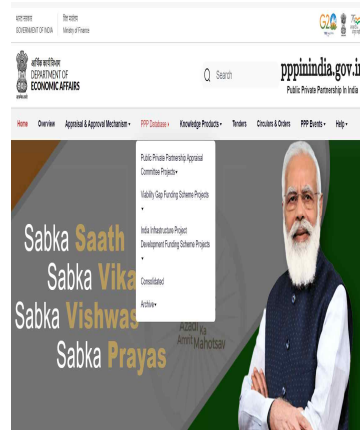 भारत सरकार
GOVERNMENT OF INDIA
वित्त मंत्रालय
Ministry of Finance
G20
आर्थिक कार्य विभाग
DEPARTMENT OF
ECONOMIC AFFAIRS
Search
pppinindia.gov.i
Public Private Partnership In India
Home Overview Appraisal & Approval Mechanism PPP Database Knowledge Products Tenders Circulars & Orders PPP Events Help
Public Private Partnership Appraisal
Committee Projects
Viability Gap Funding Scheme Projects
India Infrastructure Project
Development Funding Scheme Projects
Consolidated
Archive
Sabka Saath
Sabka Vika
Sabka Vishwas
Sabka Prayas
Azadi Ka
Amrit Mahotsav